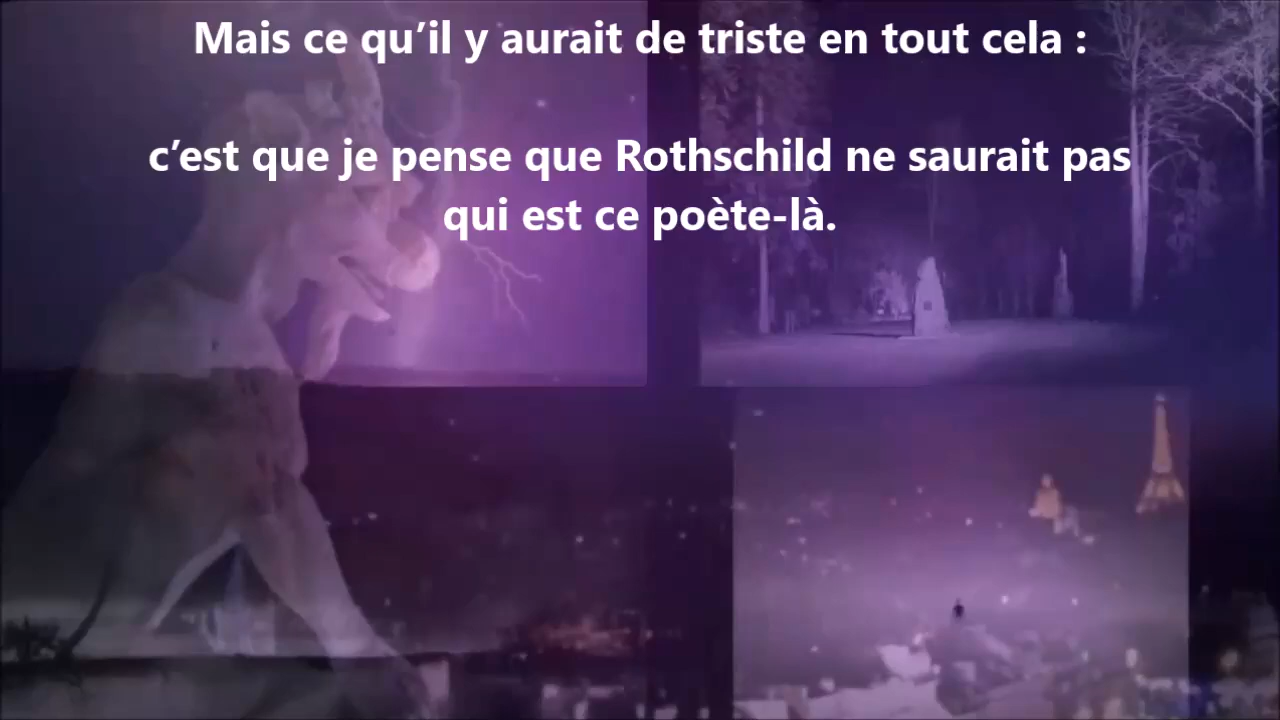 Mais ce qu’il y aurait de triste en tout cela :
c’est que je pense que Rothschild ne saurait pas
qui est ce poète-là.